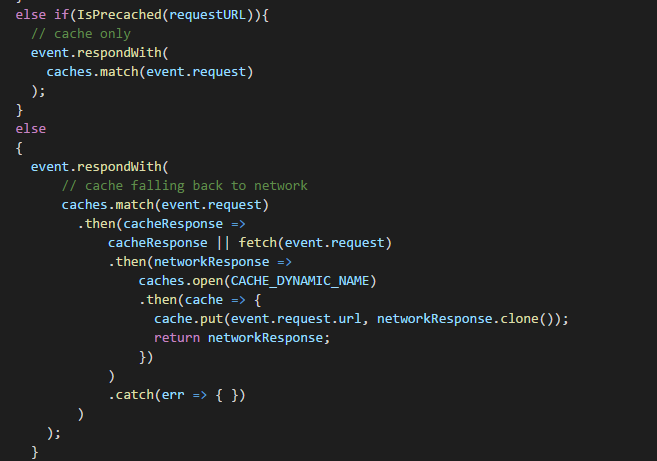 else if(IsPrecached(requestURL)){
// cache only
event.respondWith(
caches.match(event.request)
);
}
else
{
event.respondWith(
// cache falling back to network
caches.match(event.request)
.then(cacheResponse =>
cacheResponse || fetch(event.request)
.then(networkResponse =>
caches.open(CACHE_DYNAMIC_NAME)
.then(cache => {
cache.put(event.request.url, networkResponse.clone());
return networkResponse;
})
)
.catch(err => { })
)
);
}